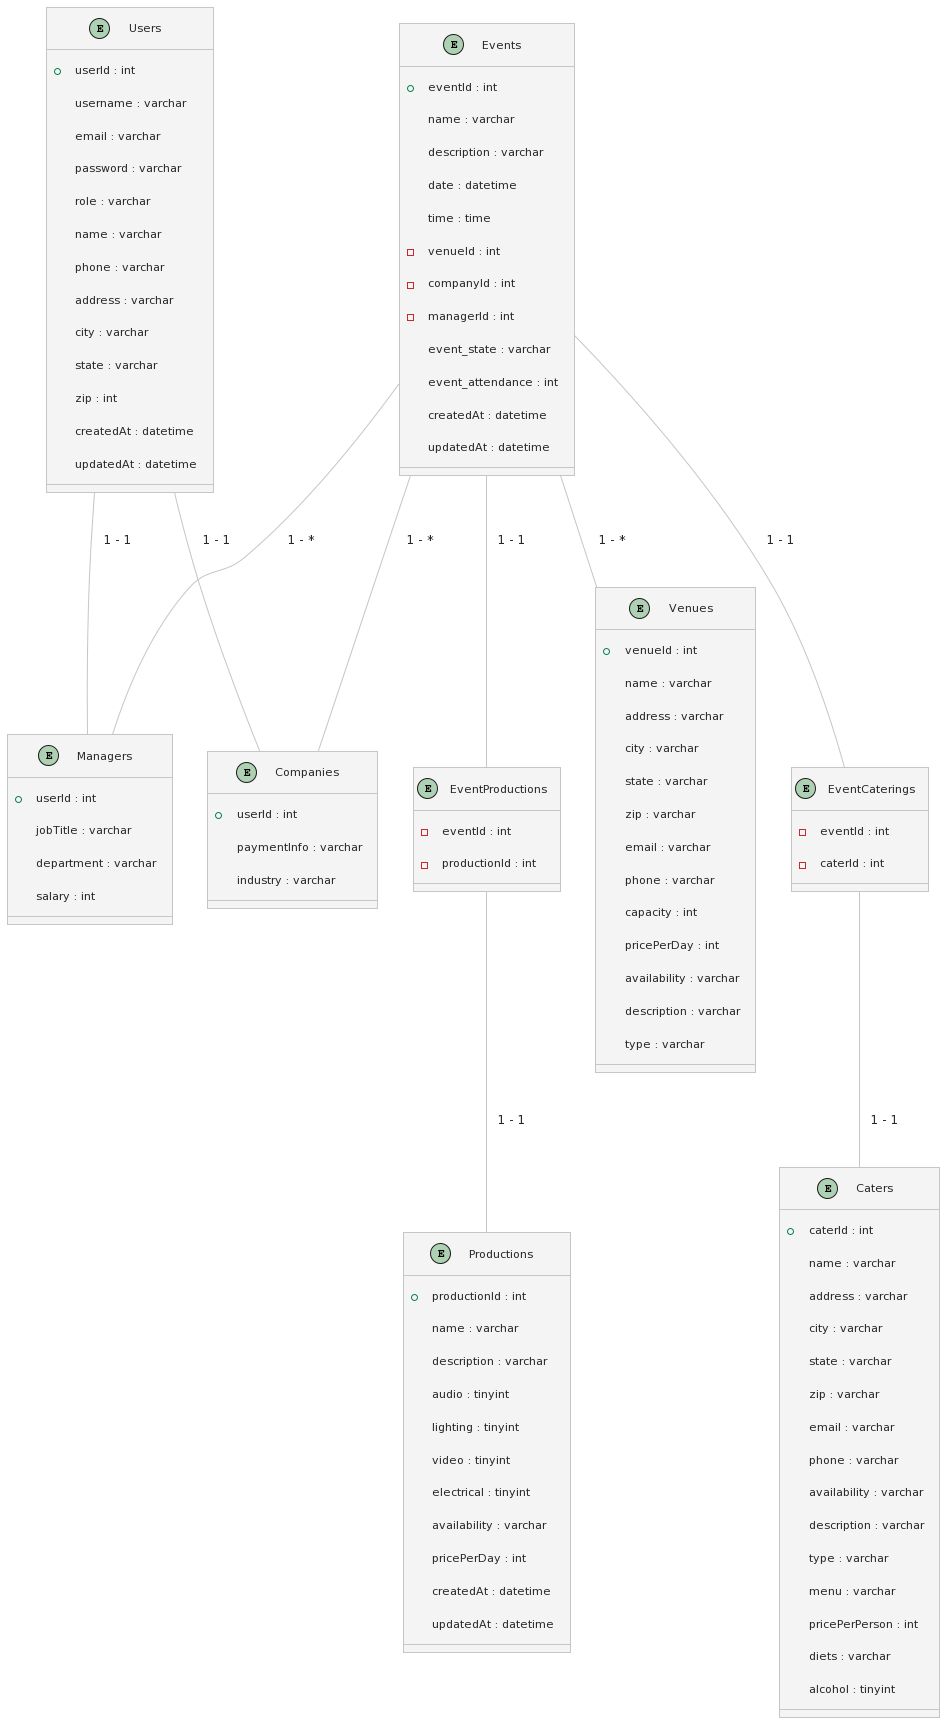 E Users
userId : int
username : varchar
email : varchar
password : varchar
role : varchar
name : varchar
phone : varchar
address : varchar
city : varchar
state : varchar
zip : int
createdAt : datetime
updatedAt : datetime
E Events
eventId : int
name : varchar
description : varchar
date : datetime
time : time
venueId : int
companyId : int
managerId : int
event_state : varchar
event_attendance : int
createdAt : datetime
updatedAt : datetime
1 - 1
1 - 1
1 - *
1 - *
1 - 1
1 - *
1 - 1
E Managers
userId : int
jobTitle : varchar
department : varchar
salary : int
E Companies
userId : int
paymentInfo : varchar
industry : varchar
E EventProductions
eventId : int
productionId : int
E Venues
venueId : int
name : varchar
address : varchar
city : varchar
state : varchar
zip : varchar
email : varchar
phone : varchar
capacity : int
pricePerDay : int
availability : varchar
description : varchar
type : varchar
E EventCaterings
eventId : int
caterId : int
1 - 1
1 - 1
E Productions
productionId : int
name : varchar
description : varchar
audio : tinyint
lighting : tinyint
video : tinyint
electrical : tinyint
availability : varchar
pricePerDay : int
createdAt : datetime
updatedAt : datetime
E Caters
caterId : int
name : varchar
address : varchar
city : varchar
state : varchar
zip : varchar
email : varchar
phone : varchar
availability : varchar
description : varchar
type : varchar
menu : varchar
pricePerPerson : int
diets : varchar
alcohol : tinyint